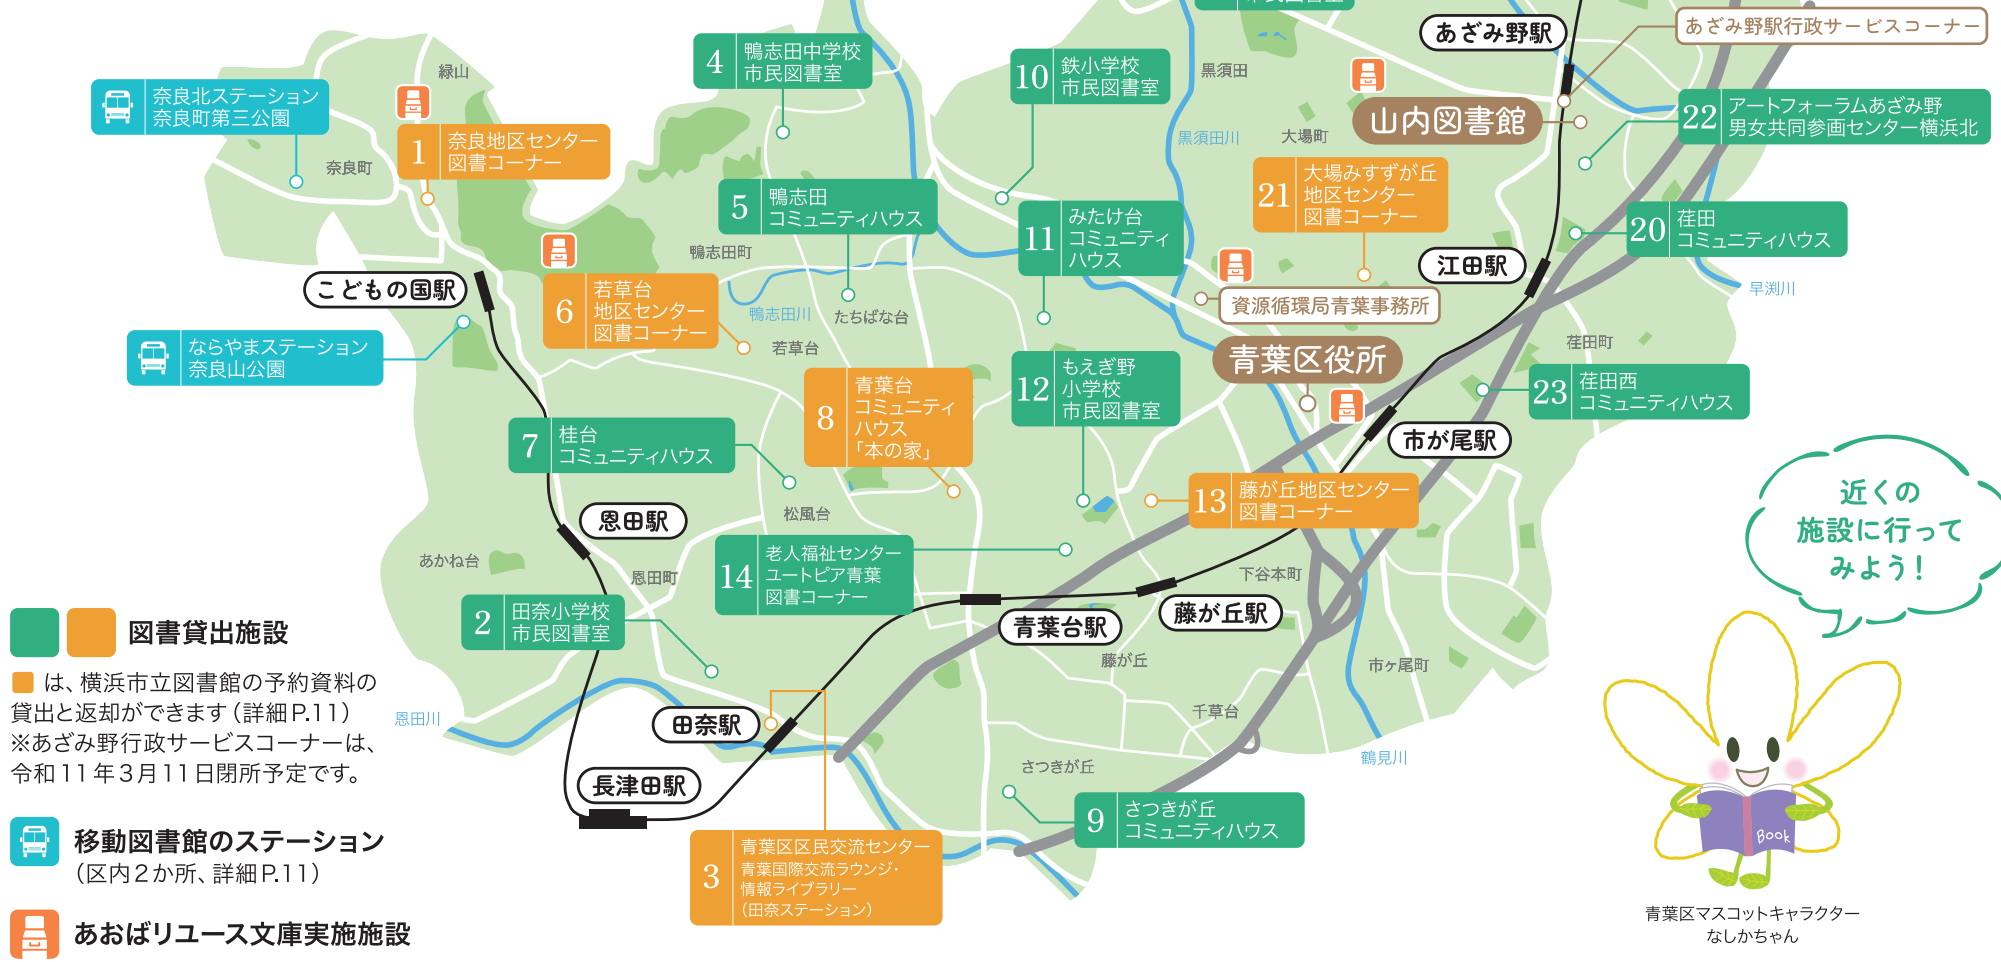 市民図書室
あざみ野駅
あざみ野駅行政サービスコーナー
4
鴨志田中学校
市民図書室
10
鉄小学校
市民図書室
黒須田
緑山
奈良北ステーション
奈良町第三公園
山内図書館
22
アートフォーラムあざみ野
男女共同参画センター横浜北
1
奈良地区センター
図書コーナー
奈良町
黒須田川
大場町
5
鴨志田
コミュニティハウス
21
大場みすずが丘
地区センター
図書コーナー
11
みたけ台
コミュニティ
ハウス
20
荏田
コミュニティハウス
鴨志田町
江田駅
こどもの国駅
6
若草台
地区センター
図書コーナー
鴨志田川
たちばな台
資源循環局青葉事務所
早渕川
若草台
荏田町
ならやまステーション
奈良山公園
青葉区役所
8
青葉台
コミュニティ
ハウス
「本の家」
12
もえぎ野
小学校
市民図書室
23
荏田西
コミュニティハウス
7
桂台
コミュニティハウス
市が尾駅
近くの
施設に行って
みよう!
13
藤が丘地区センター
図書コーナー
恩田駅
松風台
あかね台
恩田町
14
老人福祉センター
ユートピア青葉
図書コーナー
下谷本町
2
田奈小学校
市民図書室
青葉台駅
藤が丘駅
藤が丘
市ヶ尾町
図書貸出施設
は、横浜市立図書館の予約資料の
貸出と返却ができます(詳細P.11)
※あざみ野行政サービスコーナーは、
令和11年3月11日閉所予定です。
恩田川
田奈駅
千草台
鶴見川
長津田駅
さつきが丘
9
さつきが丘
コミュニティハウス
3
青葉区区民交流センター
青葉国際交流ラウンジ・
情報ライブラリー
(田奈ステーション)
移動図書館のステーション
(区内2か所、詳細P.11)
あおばリユース文庫実施施設
Book
青葉区マスコットキャラクター
なしかちゃん